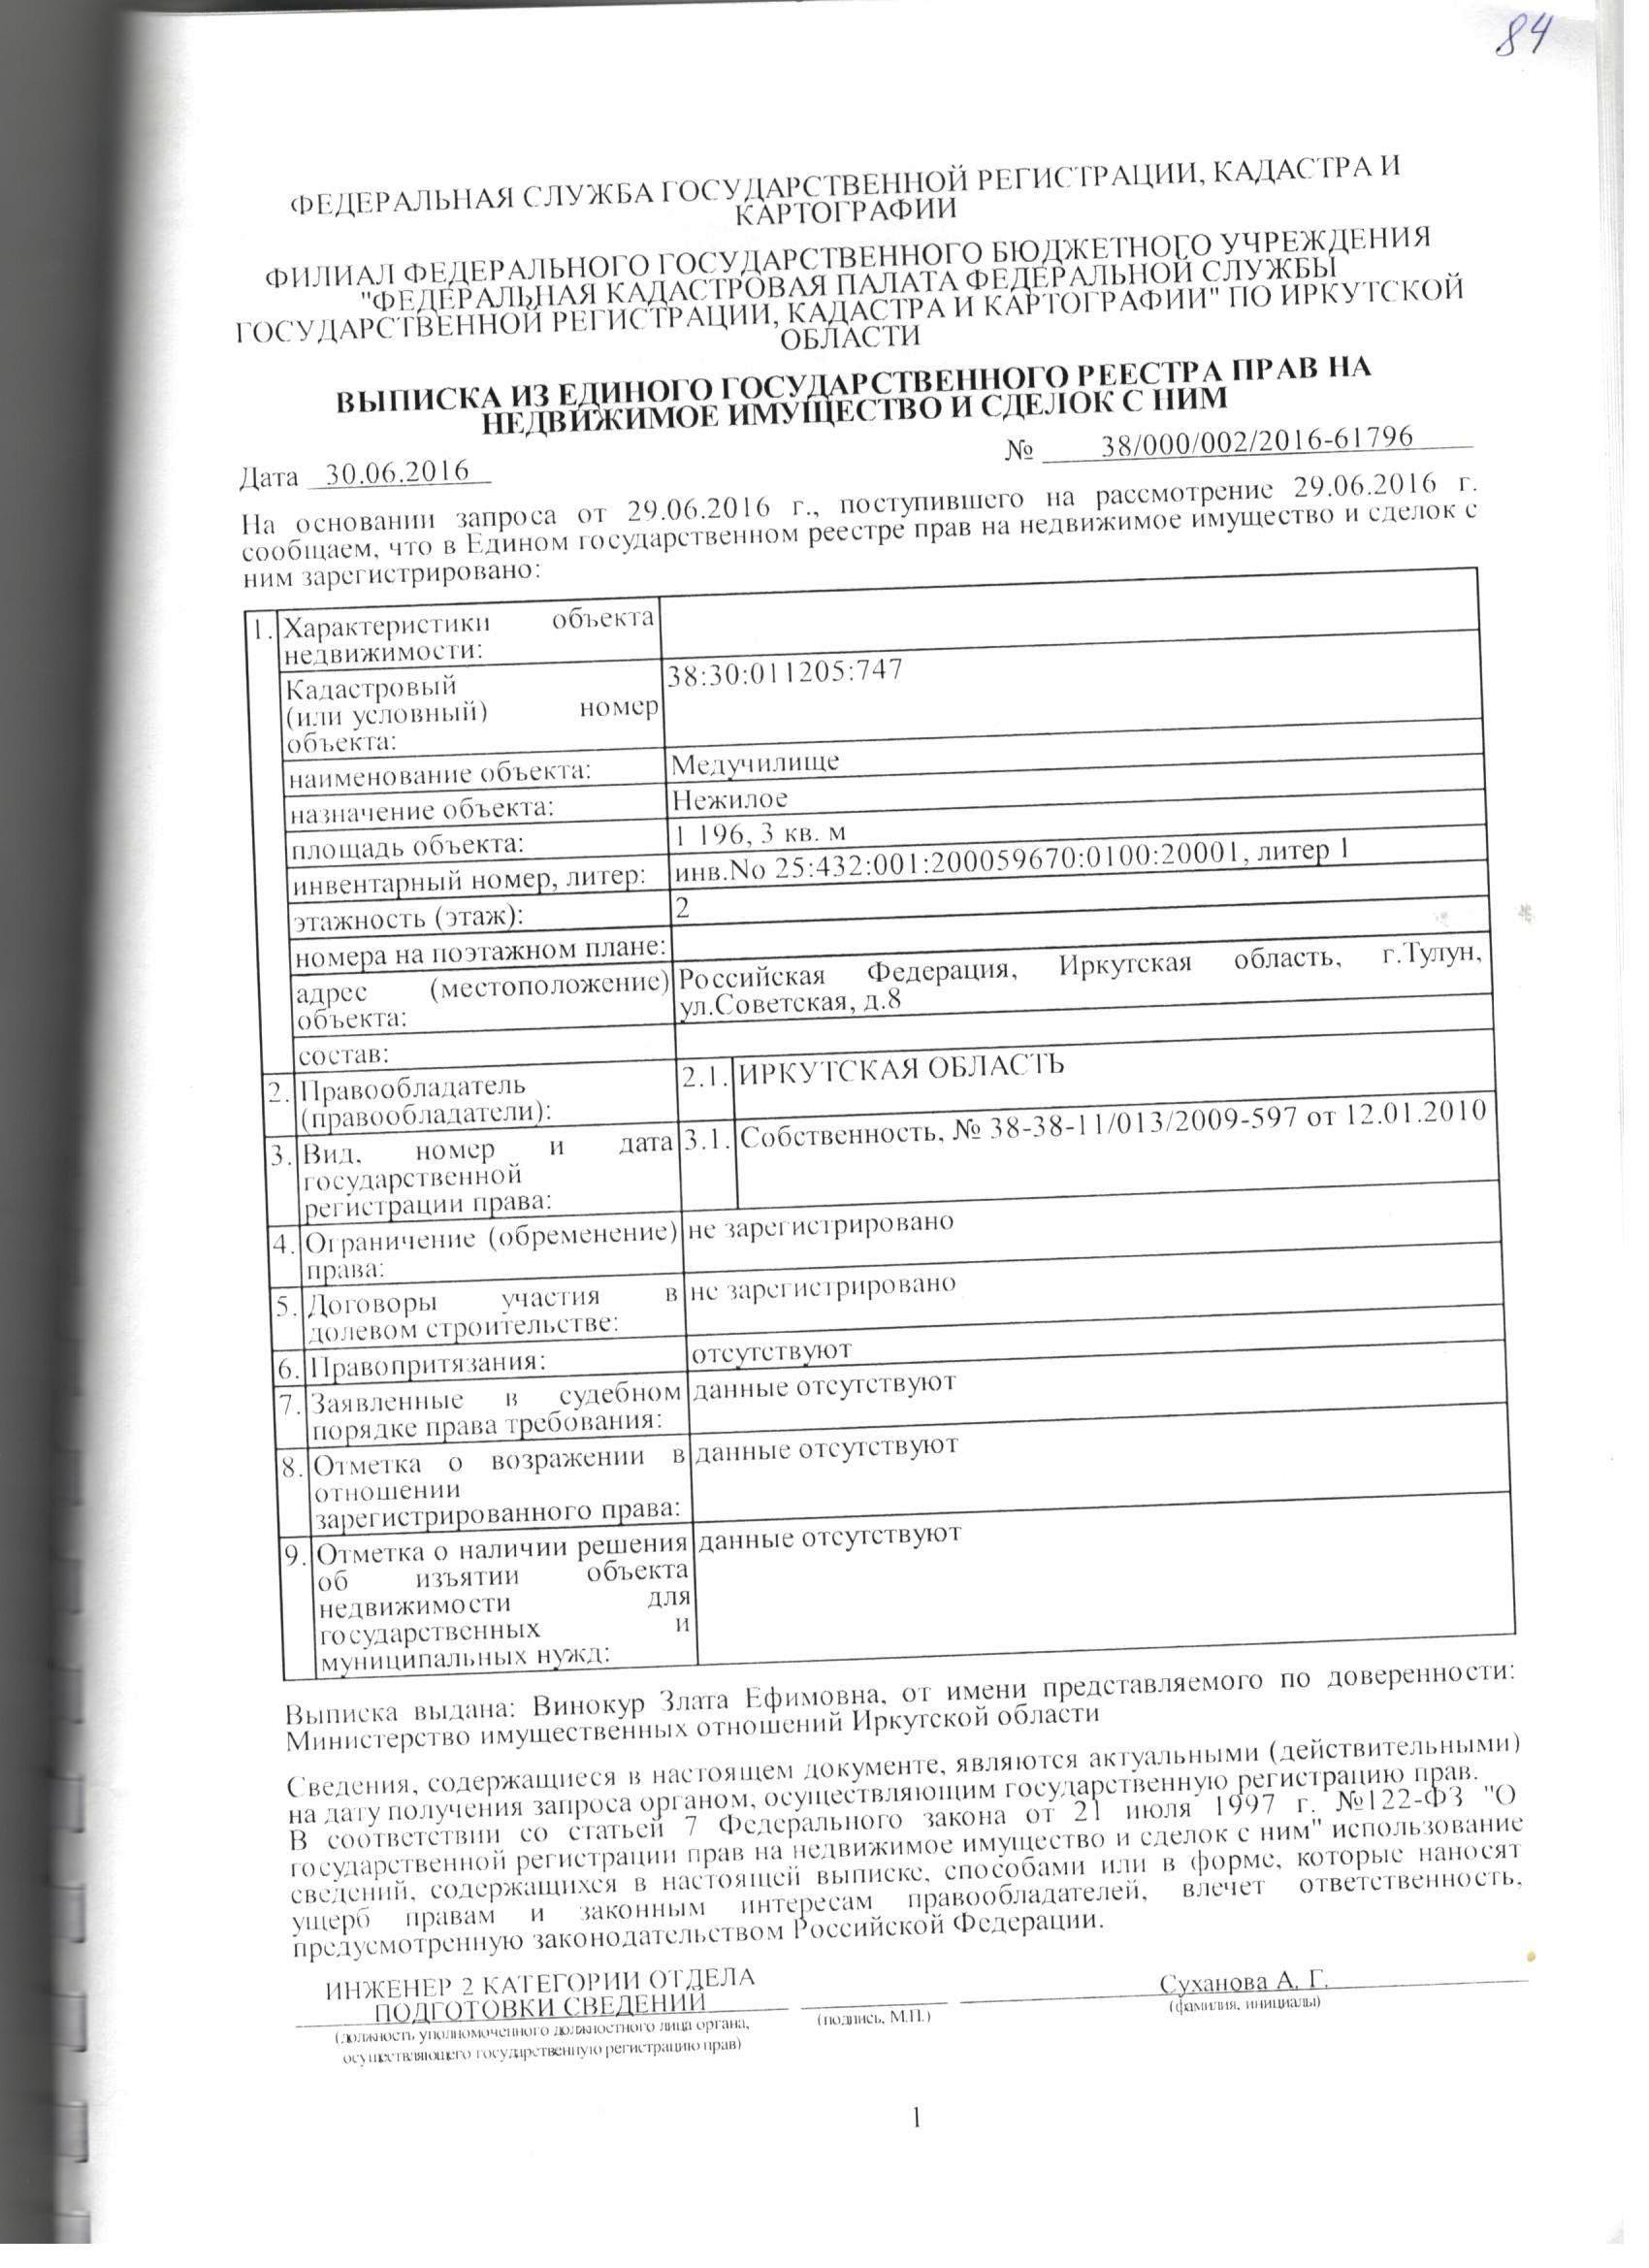 84
ФЕДЕРАЛЬНАЯ СЛУЖБА ГОСУДАРСТВЕННОЙ РЕГИСТРАЦИИ, КАДАСТРА И
КАРТОГРАФИИ
ФИЛИАЛ ФЕДЕРАЛЬНОГО ГОСУДАРСТВЕННОГО БЮДЖЕТНОГО УЧРЕЖДЕНИЯ
"ФЕДЕРАЛЬНАЯ КАДАСТРОВАЯ ПАЛАТА ФЕДЕРАЛЬНОЙ СЛУЖБЫ
ГОСУДАРСТВЕННОЙ РЕГИСТРАЦИИ, КАДАСТРА И КАРТОГРАФИИ" ПО ИРКУТСКОЙ
ОБЛАСТИ
ВЫПИСКА ИЗ ЕДИНОГО ГОСУДАРСТВЕННОГО РЕЕСТРА ПРАВ НА
НЕДВИЖИМОЕ ИМУЩЕСТВО И СДЕЛОК С НИМ
Дата 30.06.2016 № 38/000/002/2016-61796
На основании запроса от 29.06.2016 г., поступившего на рассмотрение 29.06.2016 г.
сообщаем, что в Едином государственном реестре прав на недвижимое имущество и сделок с
ним зарегистрировано:
1. Характеристики объекта
недвижимости:
Кадастровый 38:30:011205:747
(или условный) номер
объекта:
наименование объекта: Медучилище
назначение объекта: Нежилое
площадь объекта: 1 196, 3 кв. м
инвентарный номер, литер: инв.No 25:432:001:200059670:0100:20001, литер 1
этажность (этаж): 2
номера на поэтажном плане:
адрес (местоположение) Российская Федерация, Иркутская область, г.Тулун,
объекта: ул.Советская, д.8
состав:
2. Правообладатель 2.1. ИРКУТСКАЯ ОБЛАСТЬ
(правообладатели):
3. Вид, номер и дата 3.1. Собственность, № 38-38-11/013/2009-597 от 12.01.2010
государственной
регистрации права:
4. Ограничение (обременение) не зарегистрировано
права:
5. Договоры участия в не зарегистрировано
долевом строительстве:
6. Правопритязания: отсутствуют
7. Заявленные в судебном данные отсутствуют
порядке права требования:
8. Отметка о возражении в данные отсутствуют
отношении
зарегистрированного права:
9. Отметка о наличии решения данные отсутствуют
об изъятии объекта
недвижимости для
государственных и
муниципальных нужд:
Выписка выдана: Винокур Злата Ефимовна, от имени представляемого по доверенности:
Министерство имущественных отношений Иркутской области
Сведения, содержащиеся в настоящем документе, являются актуальными (действительными)
на дату получения запроса органом, осуществляющим государственную регистрацию прав.
В соответствии со статьей 7 Федерального закона от 21 июля 1997 г. №122-ФЗ "О
государственной регистрации прав на недвижимое имущество и сделок с ним" использование
сведений, содержащихся в настоящей выписке, способами или в форме, которые наносят
ущерб правам и законным интересам правообладателей, влечет ответственность,
предусмотренную законодательством Российской Федерации.
ИНЖЕНЕР 2 КАТЕГОРИИ ОТДЕЛА
ПОДГОТОВКИ СВЕДЕНИЙ Суханова А. Г.
(должность уполномоченного должностного лица органа, (подпись, М.П.) (фамилия, инициалы)
осуществляющего государственную регистрацию прав)
1